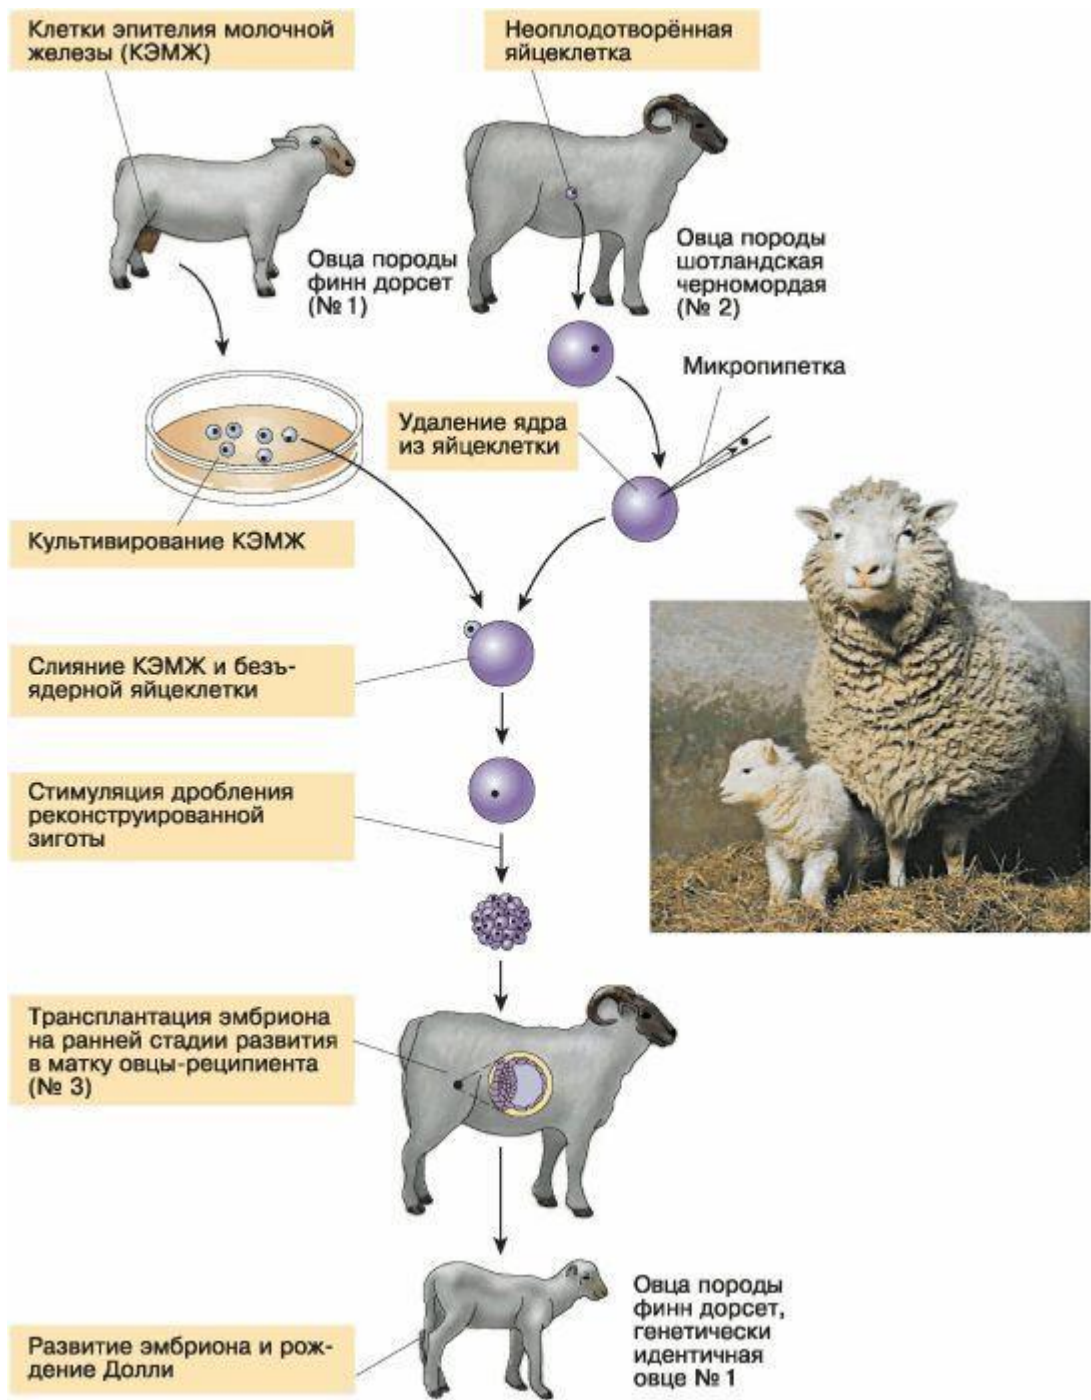 Клетки эпителия молочной
железы (КЭМЖ)
Неоплодотворённая
яйцеклетка
Овца породы
финн дорсет
(№ 1)
Овца породы
шотландская
черномордая
(№ 2)
Микропипетка
Удаление ядра
из яйцеклетки
Культивирование КЭМЖ
Слияние КЭМЖ и безъ-
ядерной яйцеклетки
Стимуляция дробления
реконструированной
зиготы
Трансплантация эмбриона
на ранней стадии развития
в матку овцы-реципиента
(№ 3)
Овца породы
финн дорсет,
генетически
идентичная
овце № 1
Развитие эмбриона и рож-
дение Долли